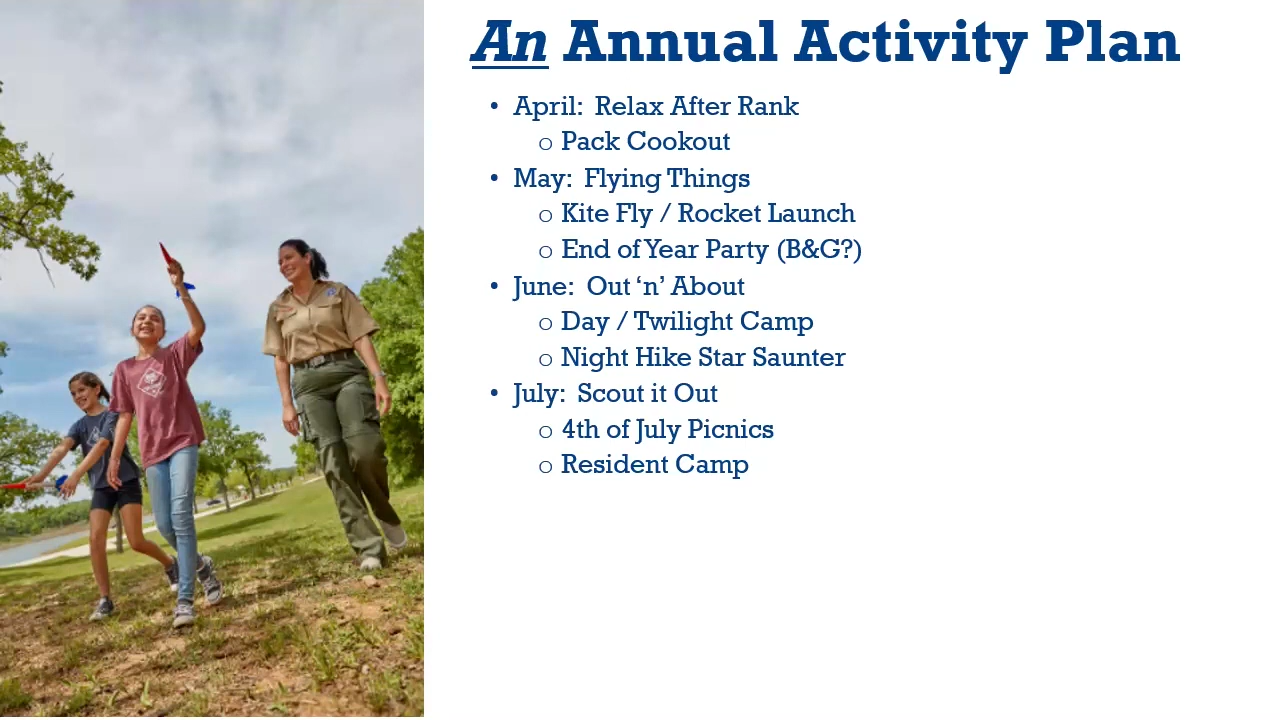 An Annual Activity Plan
• April: Relax After Rank
o Pack Cookout
• May: Flying Things
o Kite Fly / Rocket Launch
o End of Year Party (B&G?)
• June: Out ‘n’ About
o Day / Twilight Camp
o Night Hike Star Saunter
• July: Scout it Out
o 4th of July Picnics
o Resident Camp